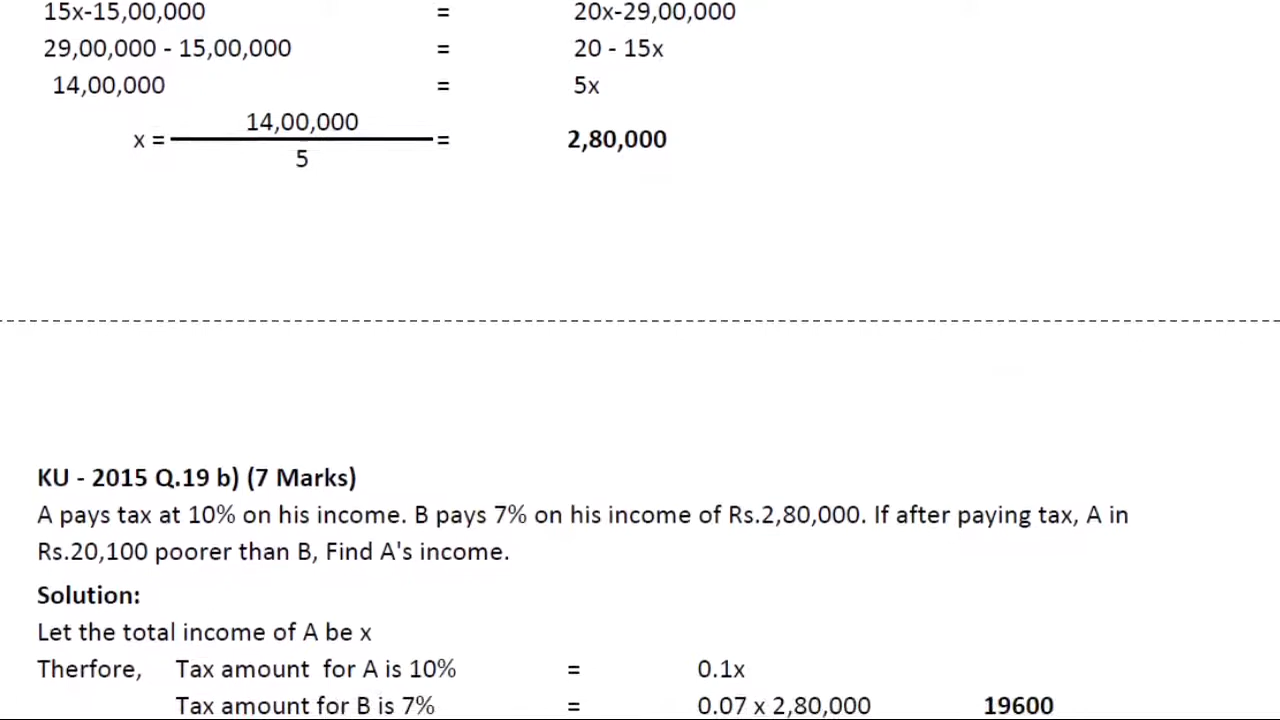 15x-15,00,000 = 20x-29,00,000
29,00,000 - 15,00,000 = 20 - 15x
14,00,000 = 5x
14,00,000
x = = 2,80,000
5
KU - 2015 Q.19 b) (7 Marks)
A pays tax at 10% on his income. B pays 7% on his income of Rs.2,80,000. If after paying tax, A in
Rs.20,100 poorer than B, Find A's income.
Solution:
Let the total income of A be x
Therfore, Tax amount for A is 10% = 0.1x
Tax amount for B is 7% = 0.07 x 2,80,000 19600